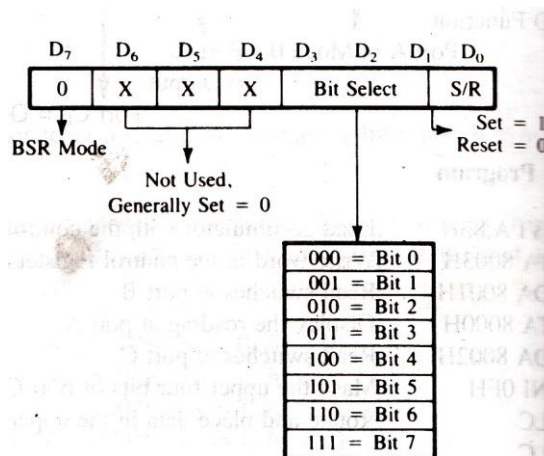 D₇ D₆ D₅ D₄ D₃ D₂ D₁ D₀
0 X X X Bit Select S/R
BSR Mode
Not Used,
Generally Set = 0
Set = 1
Reset = 0
000 = Bit 0
001 = Bit 1
010 = Bit 2
011 = Bit 3
100 = Bit 4
101 = Bit 5
110 = Bit 6
111 = Bit 7